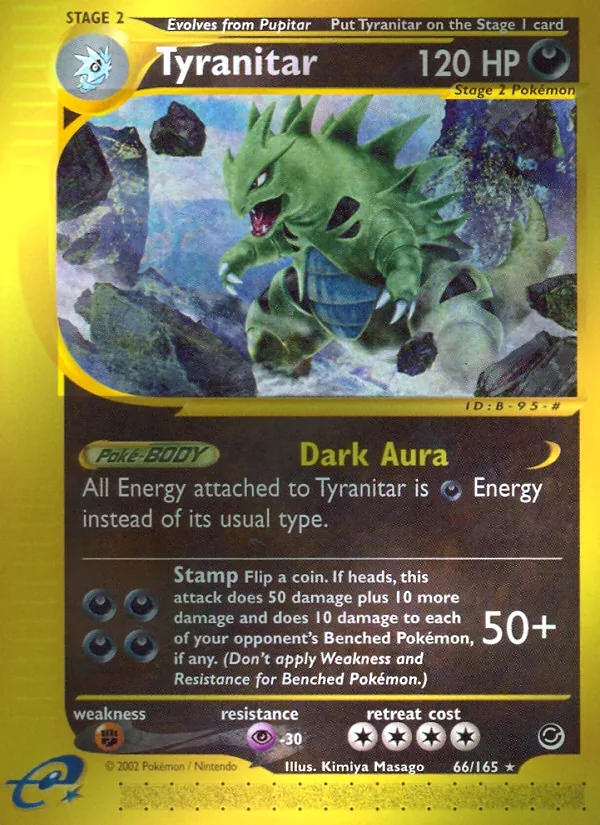 STAGE 2
Evolves from Pupitar Put Tyranitar on the Stage 1 card
Tyranitar 120 HP
Stage 2 Pokémon
ID:B-95-#
Poké-BODY Dark Aura
All Energy attached to Tyranitar is Energy
instead of its usual type.
Stamp Flip a coin. If heads, this
attack does 50 damage plus 10 more
damage and does 10 damage to each
of your opponent's Benched Pokémon,
if any. (Don't apply Weakness and
Resistance for Benched Pokémon.)
50+
weakness resistance retreat cost
-30
© 2002 Pokémon / Nintendo Illus. Kimiya Masago 66/165 ★
e